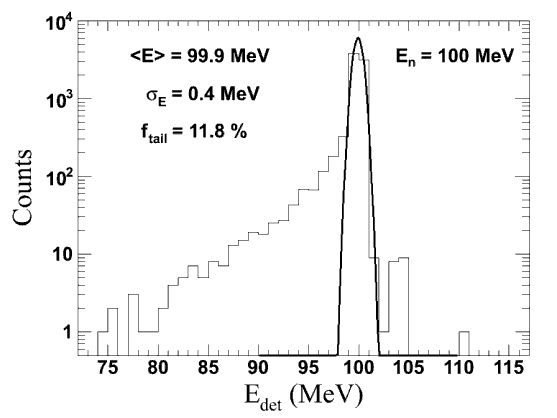 10^4
<E> = 99.9 MeV
E_n = 100 MeV
σ_E = 0.4 MeV
10^3
f_tail = 11.8 %
Counts
10^2
10
1
75 80 85 90 95 100 105 110 115
E_det (MeV)